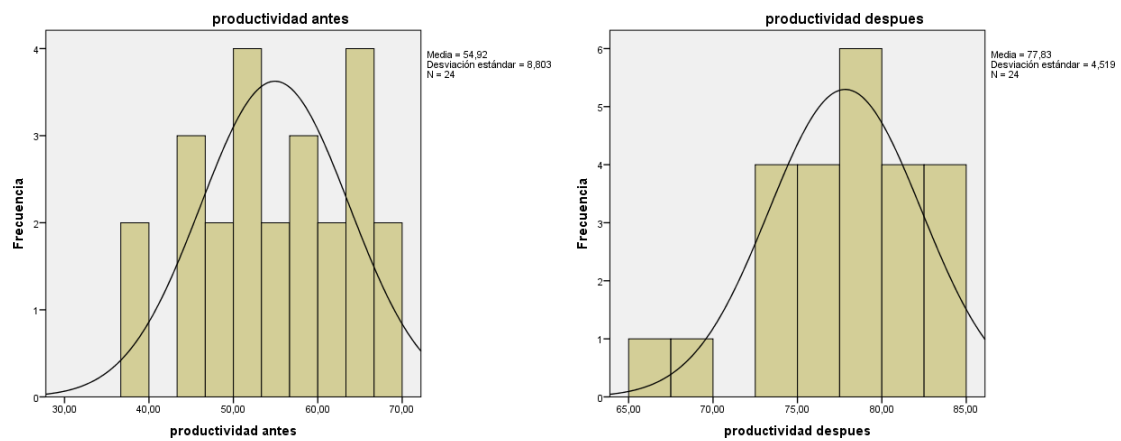 productividad antes
Media = 54,92
Desviación estándar = 8,803
N = 24
Frecuencia
4
3
2
1
0
30,00 40,00 50,00 60,00 70,00
productividad antes
productividad despues
Media = 77,83
Desviación estándar = 4,519
N = 24
Frecuencia
6
5
4
3
2
1
0
65,00 70,00 75,00 80,00 85,00
productividad despues